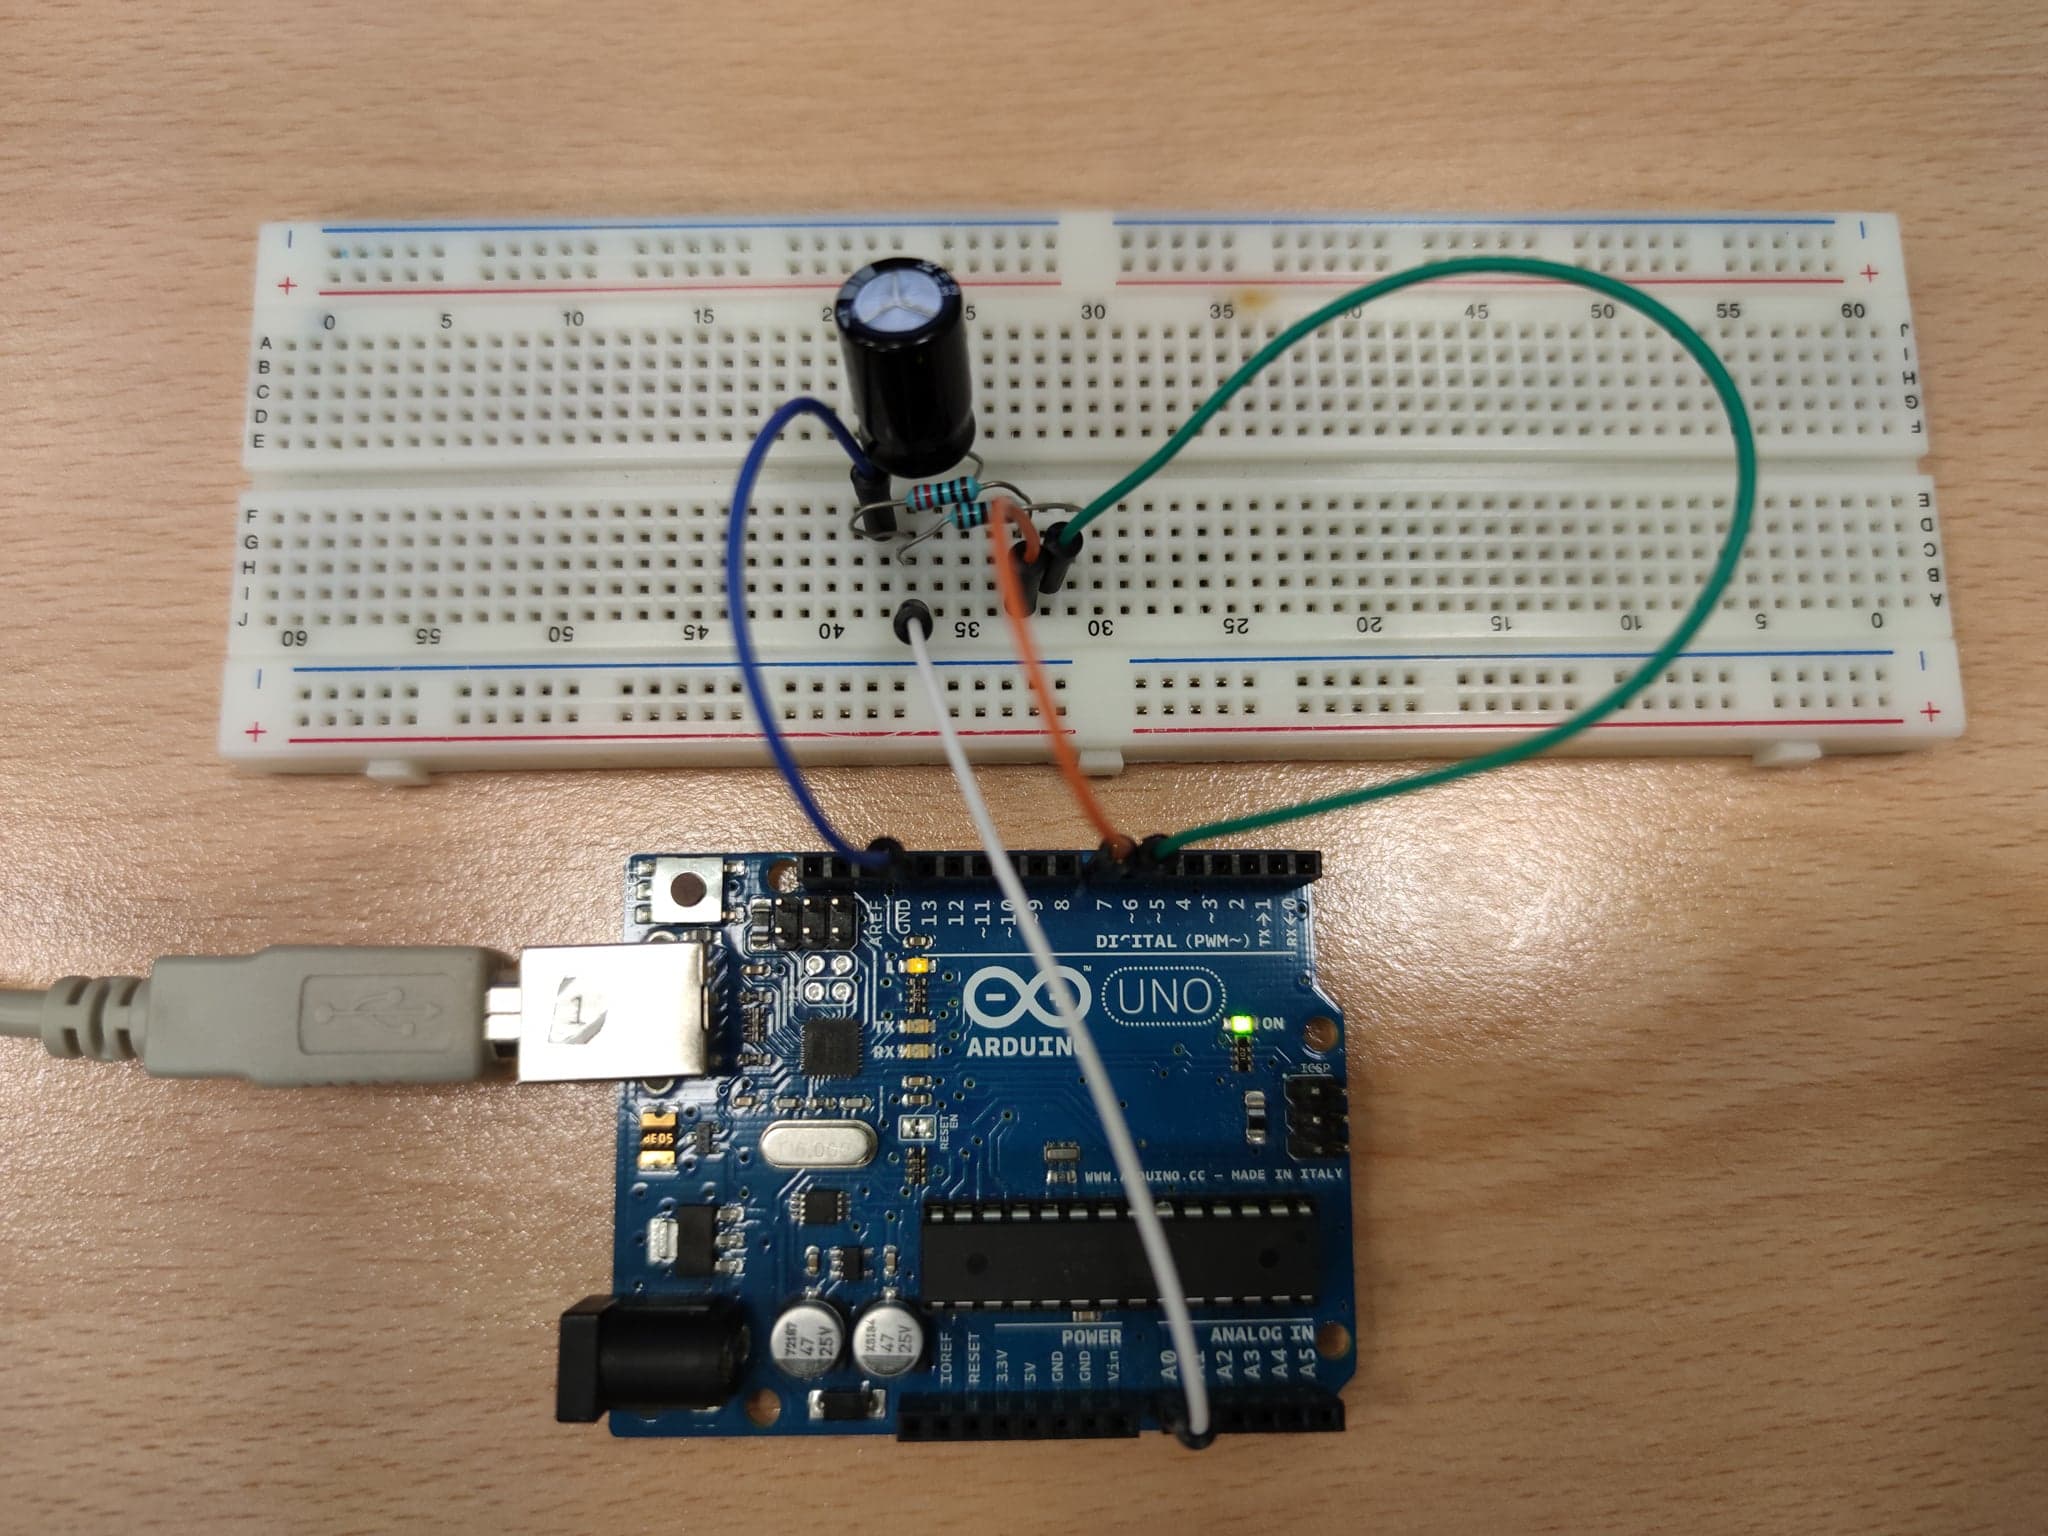 0 5 10 15 2 5 30 35 40 45 50 55 60
A J
B I
C H
D G
E F
F E
G D
H C
I B
J A
60 55 50 45 40 35 30 25 20 15 10 5 0
RESET
AREF GND 13 12 ~11 ~10 ~9 8 7 ~6 ~5 4 ~3 2 TX→1 RX←0
DIGITAL (PWM~)
L
UNO
TX
RX
ARDUINO
ON
1
ICSP
RESET EN
WWW.ARDUINO.CC - MADE IN ITALY
47 25V
47 25V
POWER
ANALOG IN
IOREF RESET 3.3V 5V GND GND Vin A0 A1 A2 A3 A4 A5